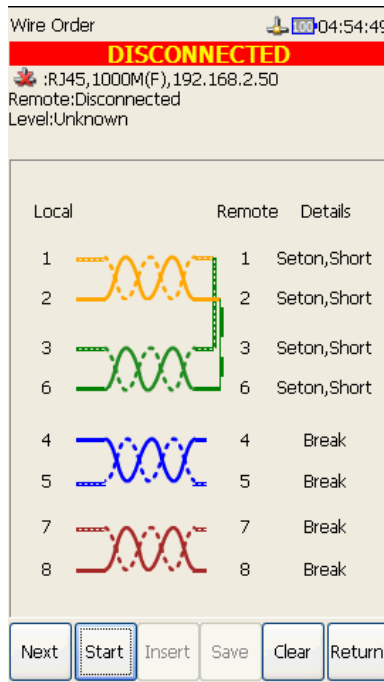 Wire Order 100 04:54:49
DISCONNECTED
:RJ45,1000M(F),192.168.2.50
Remote:Disconnected
Level:Unknown
Local Remote Details
1 1 Seton,Short
2 2 Seton,Short
3 3 Seton,Short
6 6 Seton,Short
4 4 Break
5 5 Break
7 7 Break
8 8 Break
Next Start Insert Save Clear Return